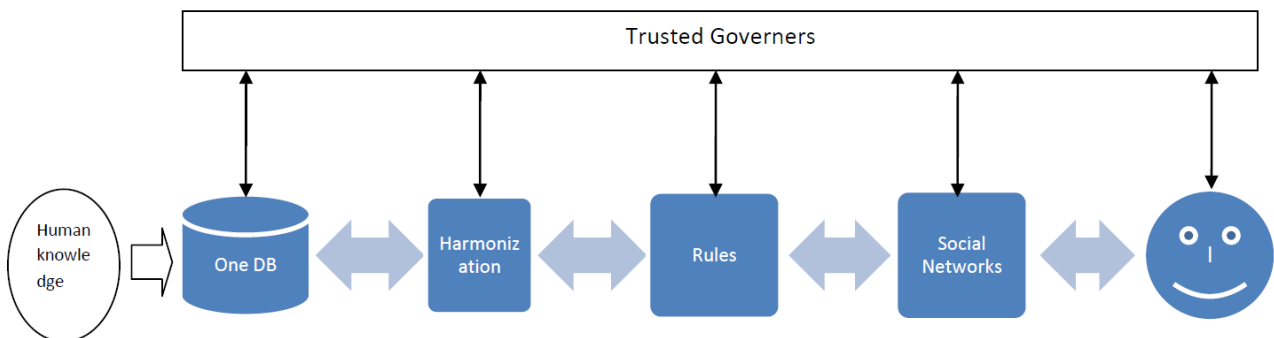 Trusted Governers
Human
knowle
dge
One DB
Harmoniz
ation
Rules
Social
Networks